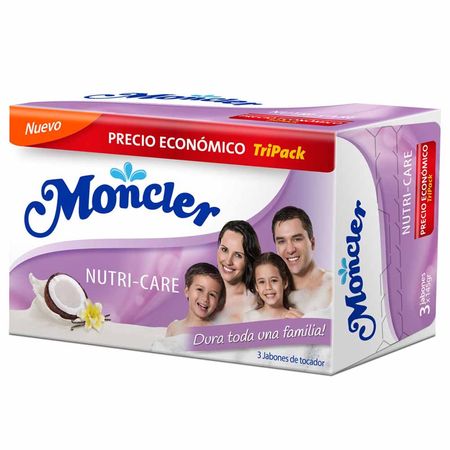 Nuevo
PRECIO ECONÓMICO TriPack
Moncler
NUTRI-CARE
Dura toda una familia!
3 Jabones de tocador
Moncler
NUTRI-CARE
PRECIO ECONÓMICO
TriPack
3 Jabones